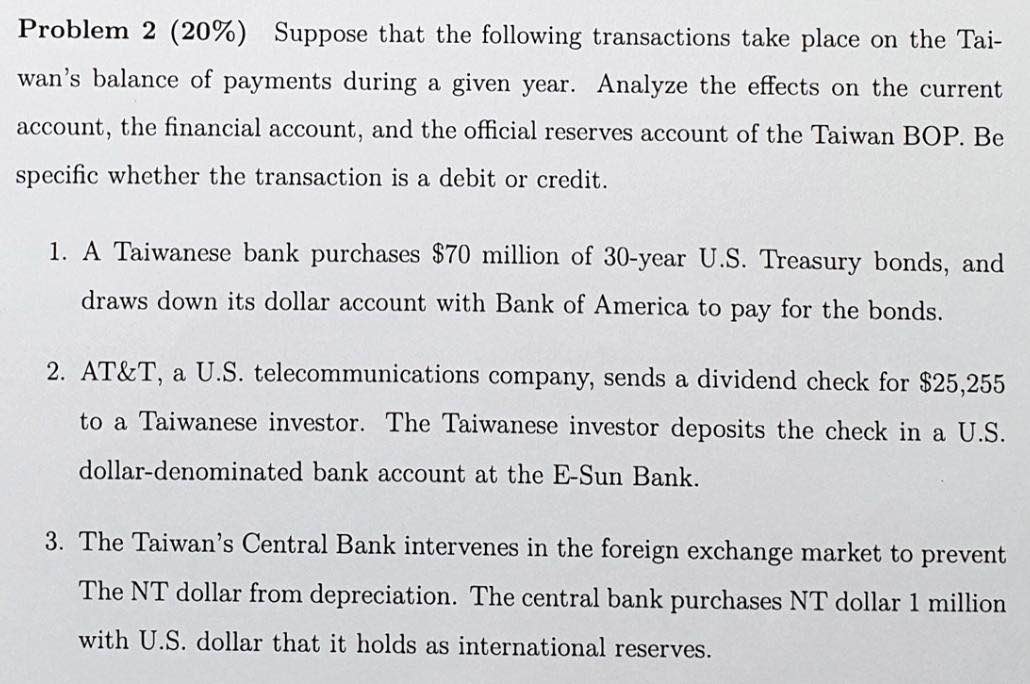 Problem 2 (20%) Suppose that the following transactions take place on the Tai-
wan's balance of payments during a given year. Analyze the effects on the current
account, the financial account, and the official reserves account of the Taiwan BOP. Be
specific whether the transaction is a debit or credit.
1. A Taiwanese bank purchases $70 million of 30-year U.S. Treasury bonds, and
draws down its dollar account with Bank of America to pay for the bonds.
2. AT&T, a U.S. telecommunications company, sends a dividend check for $25,255
to a Taiwanese investor. The Taiwanese investor deposits the check in a U.S.
dollar-denominated bank account at the E-Sun Bank.
3. The Taiwan's Central Bank intervenes in the foreign exchange market to prevent
The NT dollar from depreciation. The central bank purchases NT dollar 1 million
with U.S. dollar that it holds as international reserves.